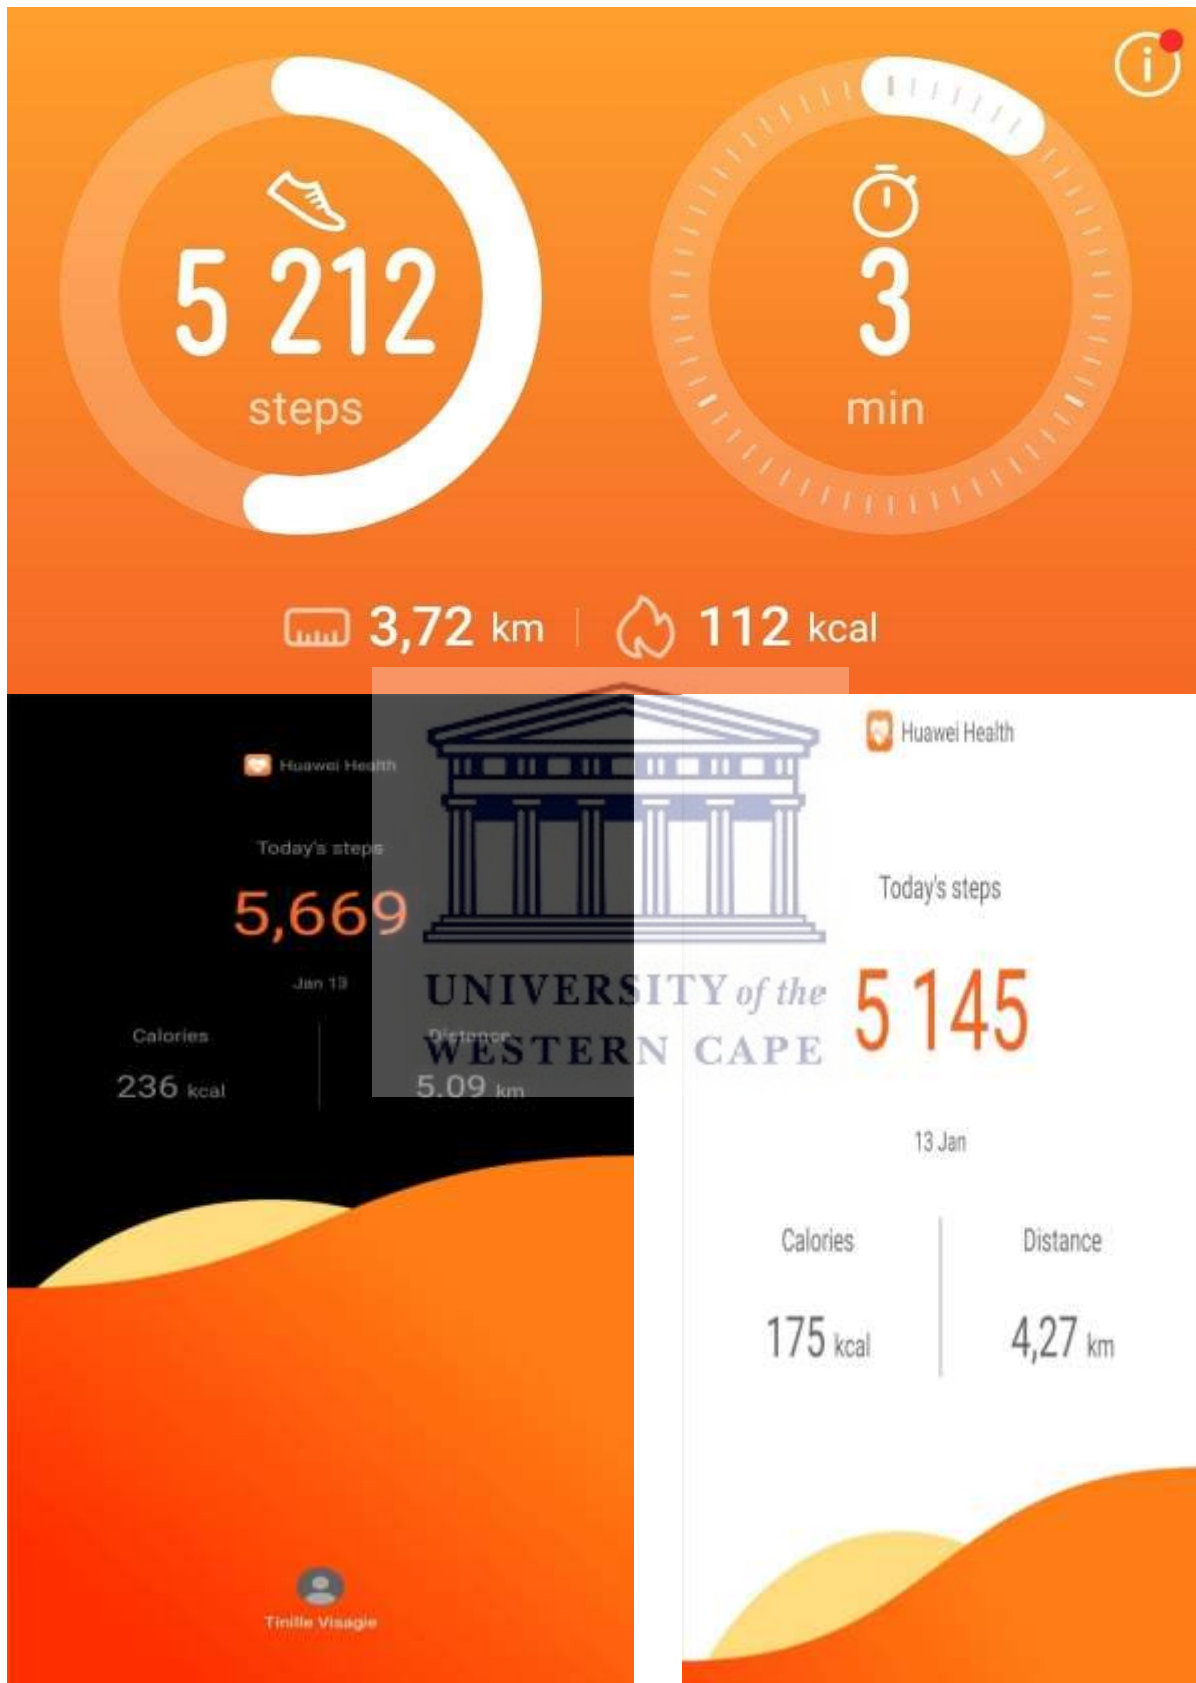 5 212
steps
3
min
3,72 km
112 kcal
Huawei Health
Today's steps
5,669
Jan 13
Calories
236 kcal
Distance
5.09 km
Tinille Visagie
UNIVERSITY of the
WESTERN CAPE
Huawei Health
Today's steps
5 145
13 Jan
Calories
175 kcal
Distance
4,27 km